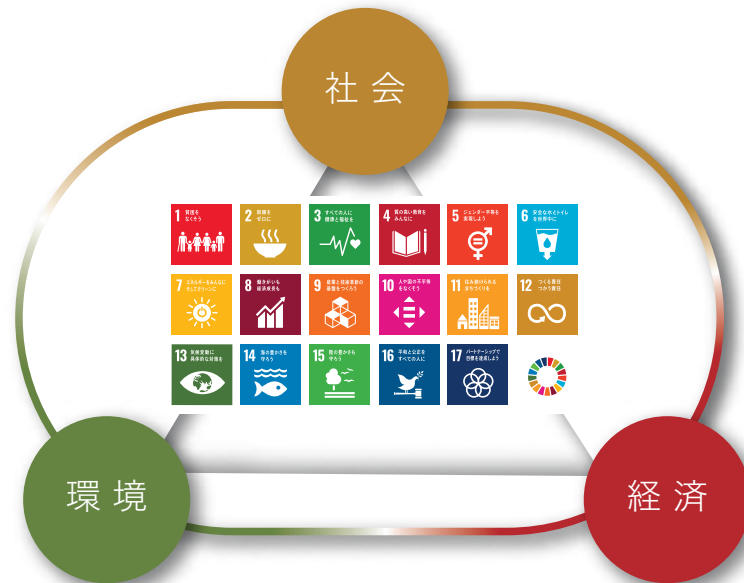 社会
1 貧困を
なくそう
2 飢餓を
ゼロに
3 すべての人に
健康と福祉を
4 質の高い教育を
みんなに
5 ジェンダー平等を
実現しよう
6 安全な水とトイレ
を世界中に
7 エネルギーをみんなに
そしてクリーンに
8 働きがいも
経済成長も
9 産業と技術革新の
基盤をつくろう
10 人や国の不平等
をなくそう
11 住み続けられる
まちづくりを
12 つくる責任
つかう責任
13 気候変動に
具体的な対策を
14 海の豊かさを
守ろう
15 陸の豊かさも
守ろう
16 平和と公正を
すべての人に
17 パートナーシップで
目標を達成しよう
環境
経済